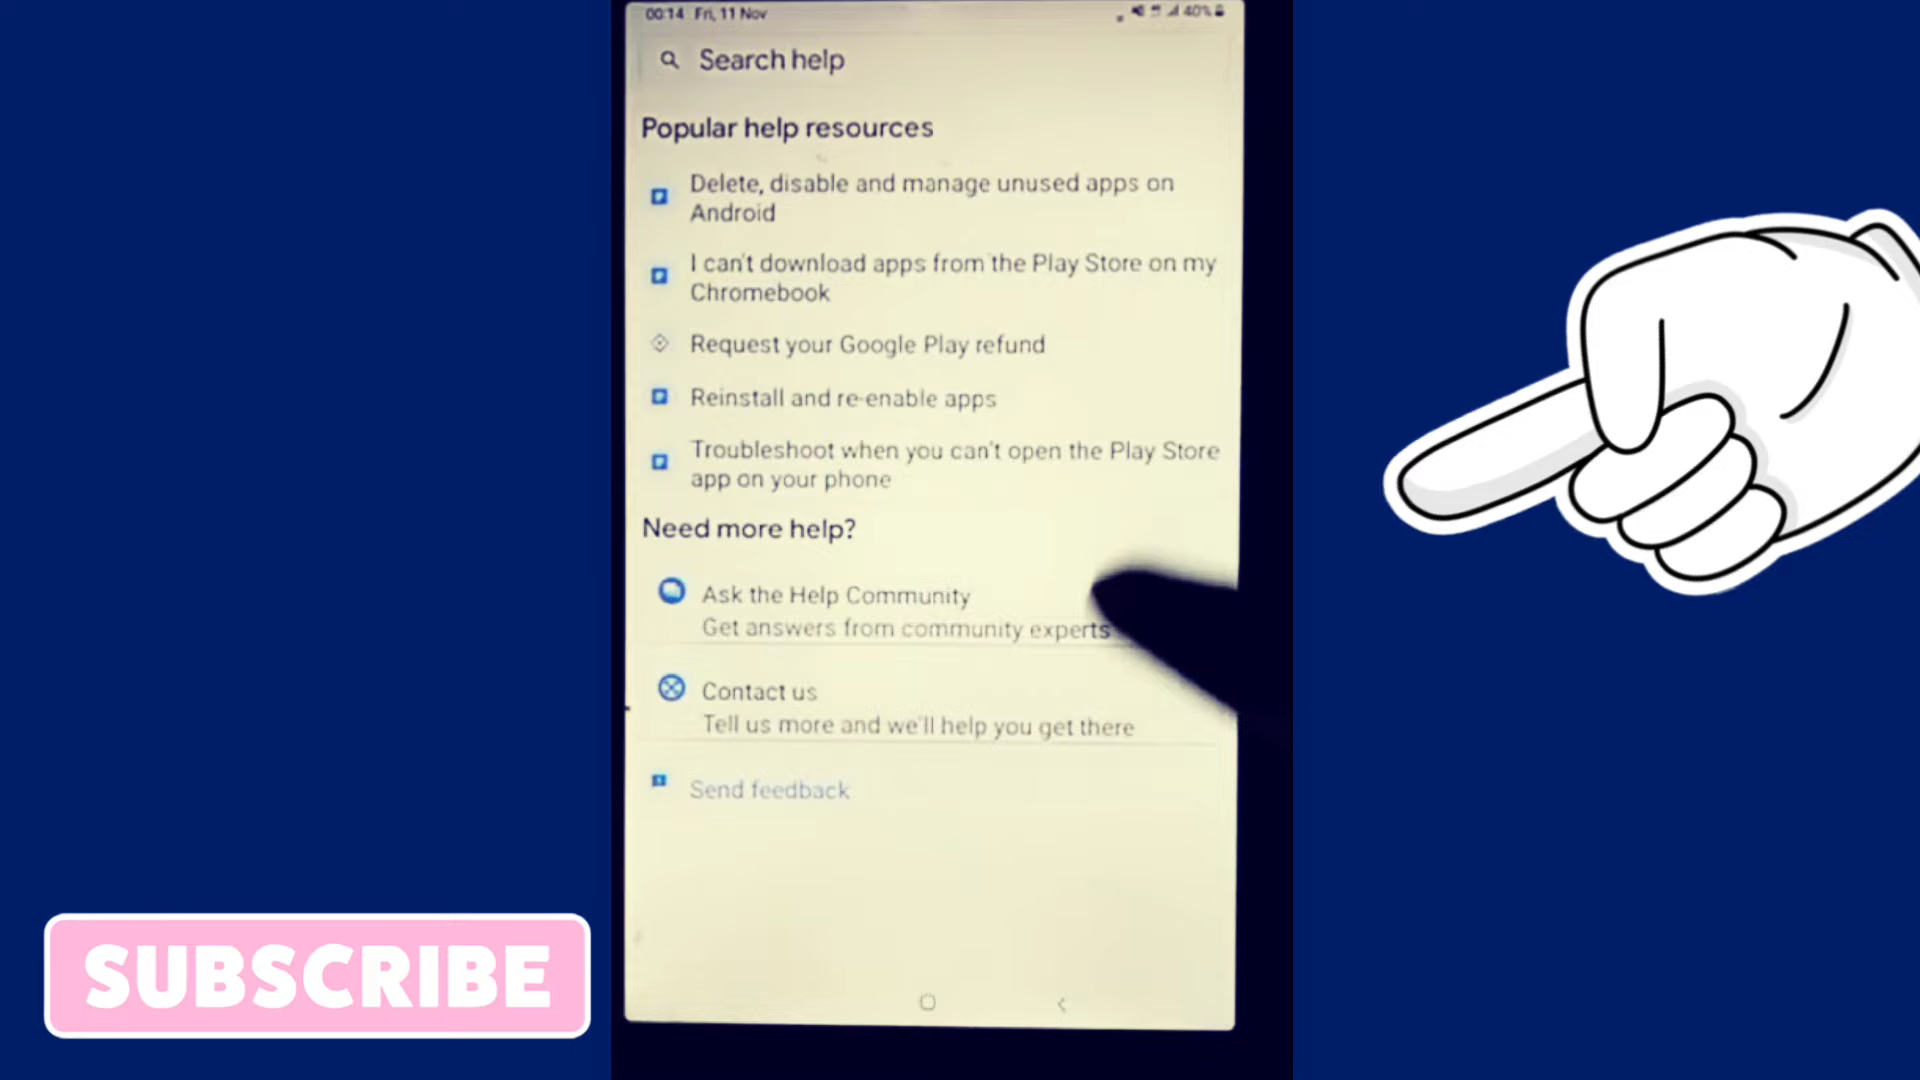 00:14 Fri, 11 Nov
40%
Search help
Popular help resources
Delete, disable and manage unused apps on
Android
I can't download apps from the Play Store on my
Chromebook
Request your Google Play refund
Reinstall and re-enable apps
Troubleshoot when you can't open the Play Store
app on your phone
Need more help?
Ask the Help Community
Get answers from community experts
Contact us
Tell us more and we'll help you get there
Send feedback
SUBSCRIBE